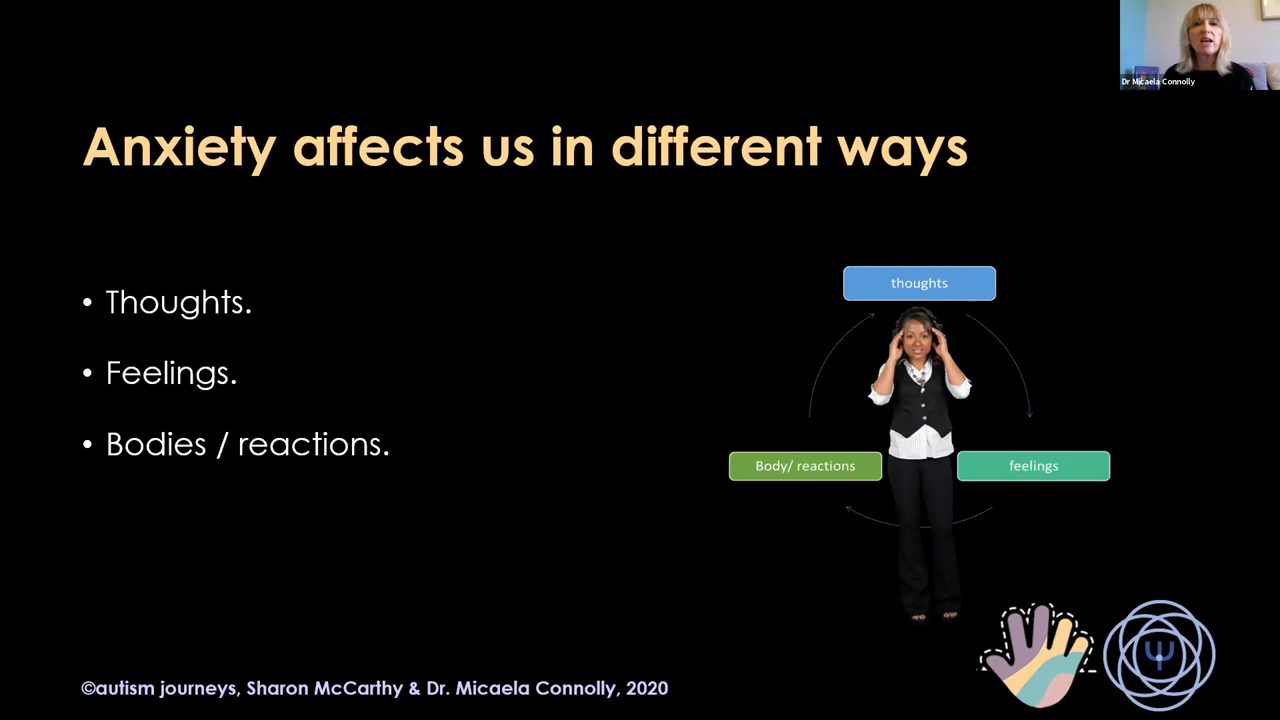 Dr Micaela Connolly
Anxiety affects us in different ways
• Thoughts.
• Feelings.
• Bodies / reactions.
thoughts
Body/ reactions
feelings
Ψ
©autism journeys, Sharon McCarthy & Dr. Micaela Connolly, 2020